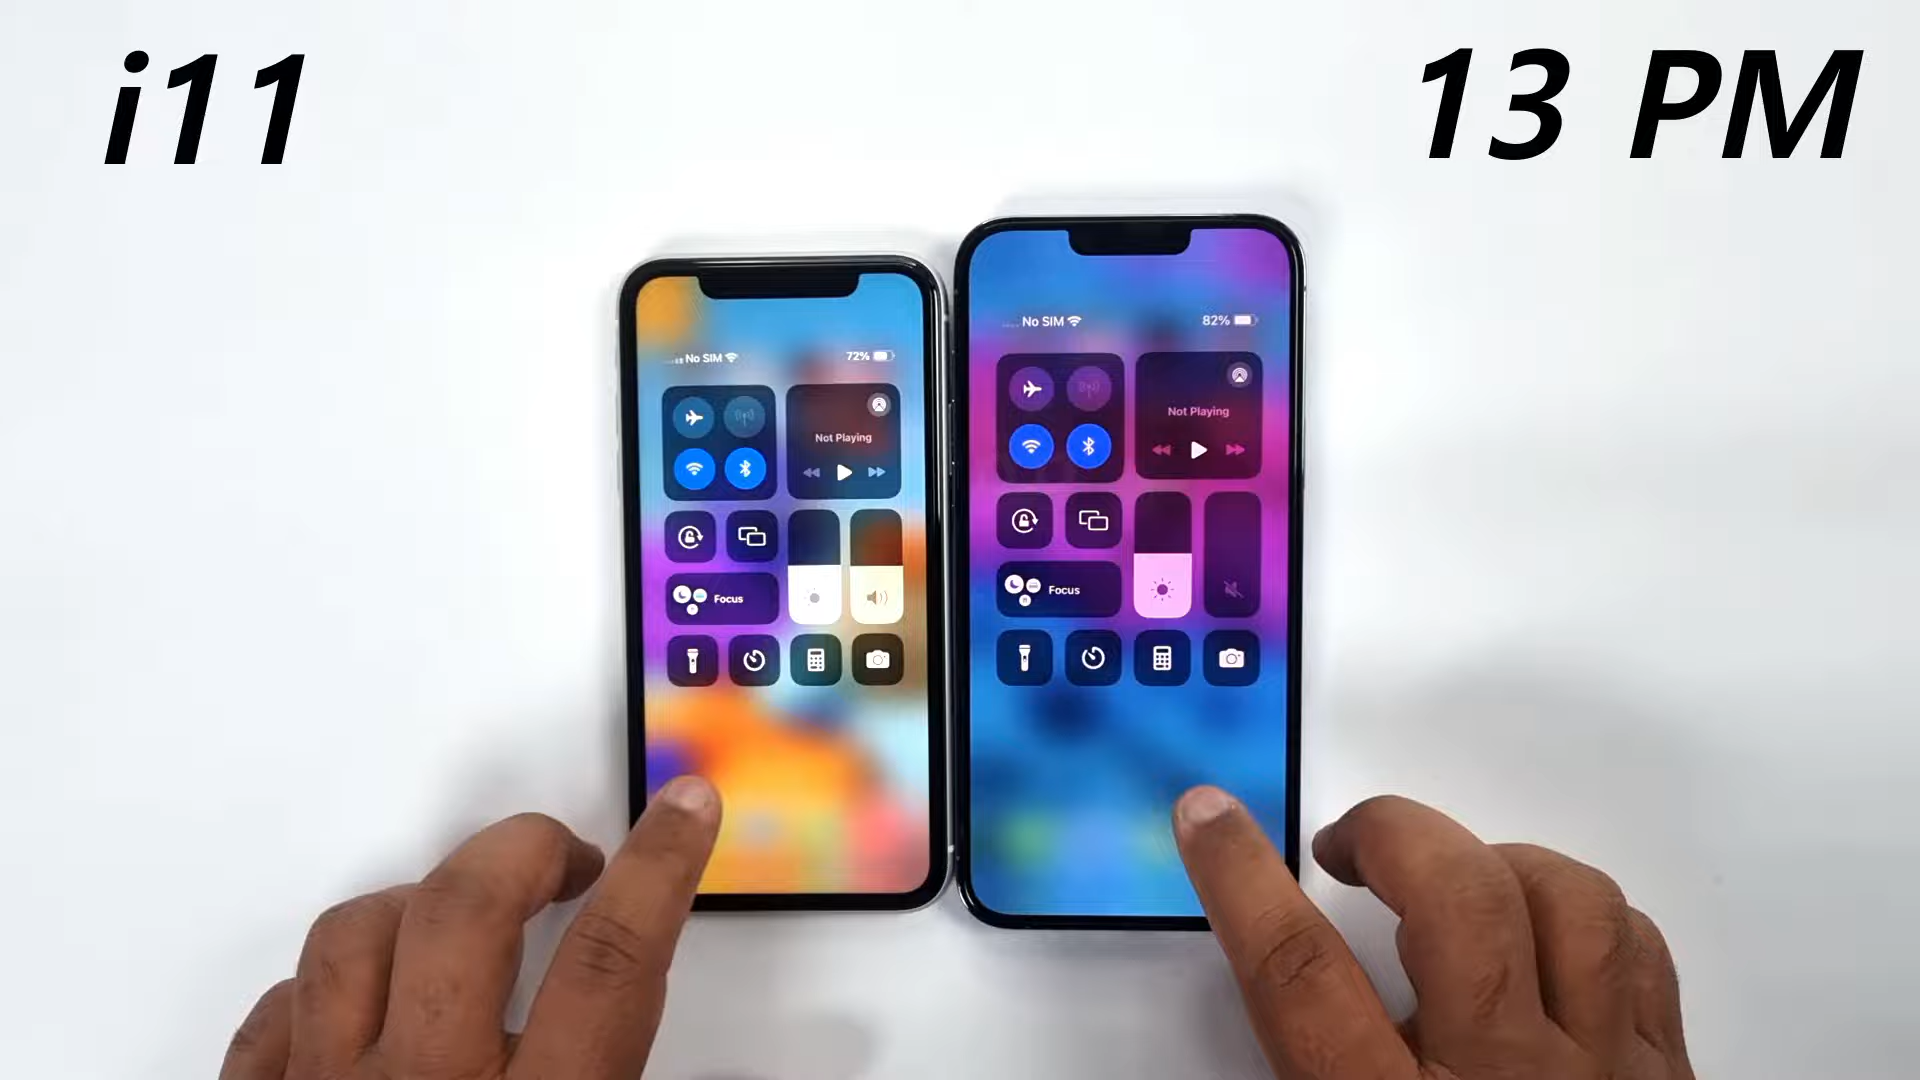 i11
13 PM
No SIM
72%
Not Playing
Focus
No SIM
82%
Not Playing
Focus